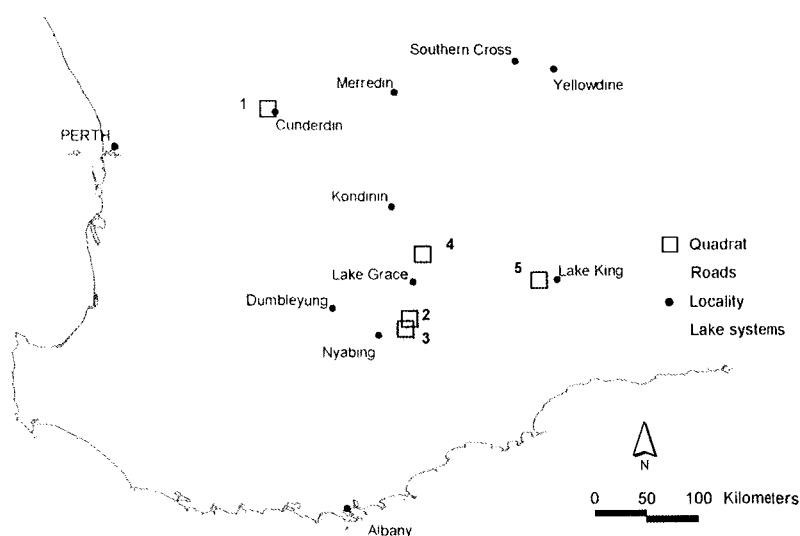 Southern Cross
Yellowdine
Merredin
1
Cunderdin
PERTH
Kondinin
4
Lake Grace
5
Lake King
Dumbleyung
2
3
Nyabing
Albany
Quadrat
Roads
Locality
Lake systems
N
0 50 100 Kilometers